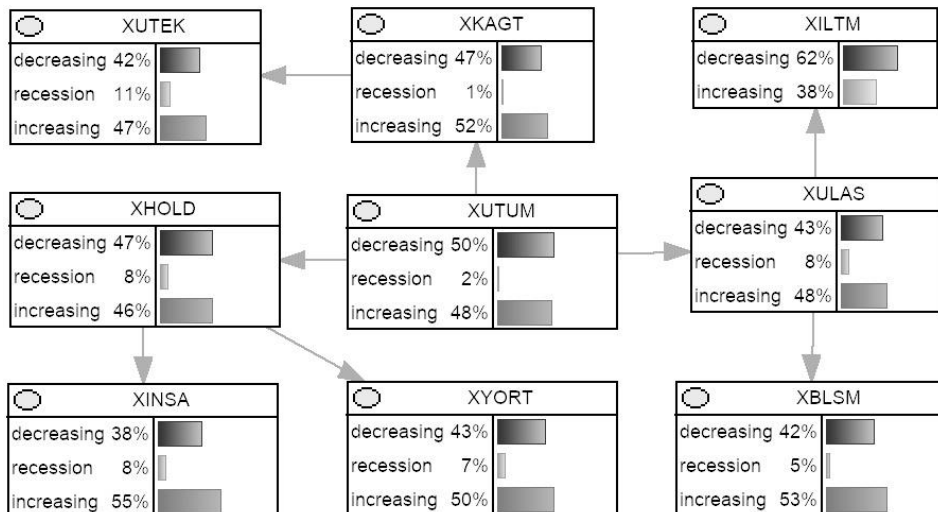 XUTEK
decreasing 42%
recession 11%
increasing 47%
XKAGT
decreasing 47%
recession 1%
increasing 52%
XILTM
decreasing 62%
increasing 38%
XHOLD
decreasing 47%
recession 8%
increasing 46%
XUTUM
decreasing 50%
recession 2%
increasing 48%
XULAS
decreasing 43%
recession 8%
increasing 48%
XINSA
decreasing 38%
recession 8%
increasing 55%
XYORT
decreasing 43%
recession 7%
increasing 50%
XBLSM
decreasing 42%
recession 5%
increasing 53%